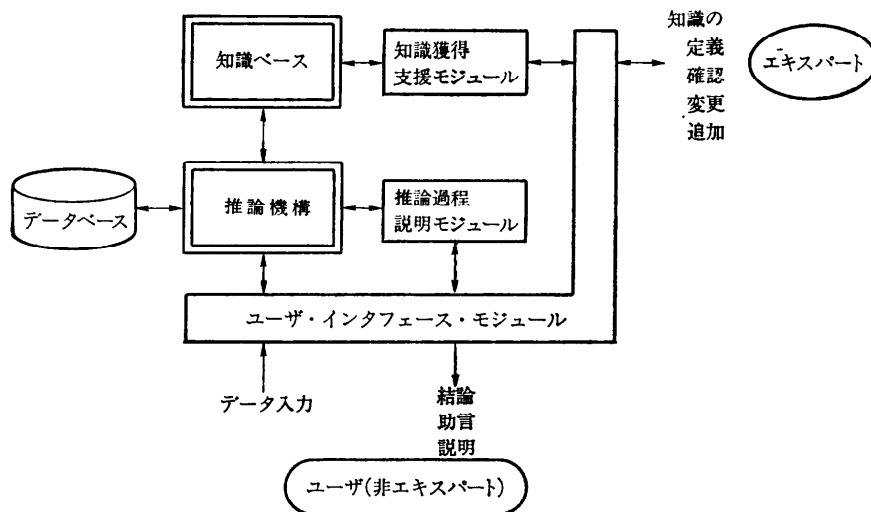 知識ベース
知識獲得
支援モジュール
知識の
定義
確認
変更
追加
エキスパート
データベース
推論機構
推論過程
説明モジュール
ユーザ・インタフェース・モジュール
データ入力
結論
助言
説明
ユーザ(非エキスパート)